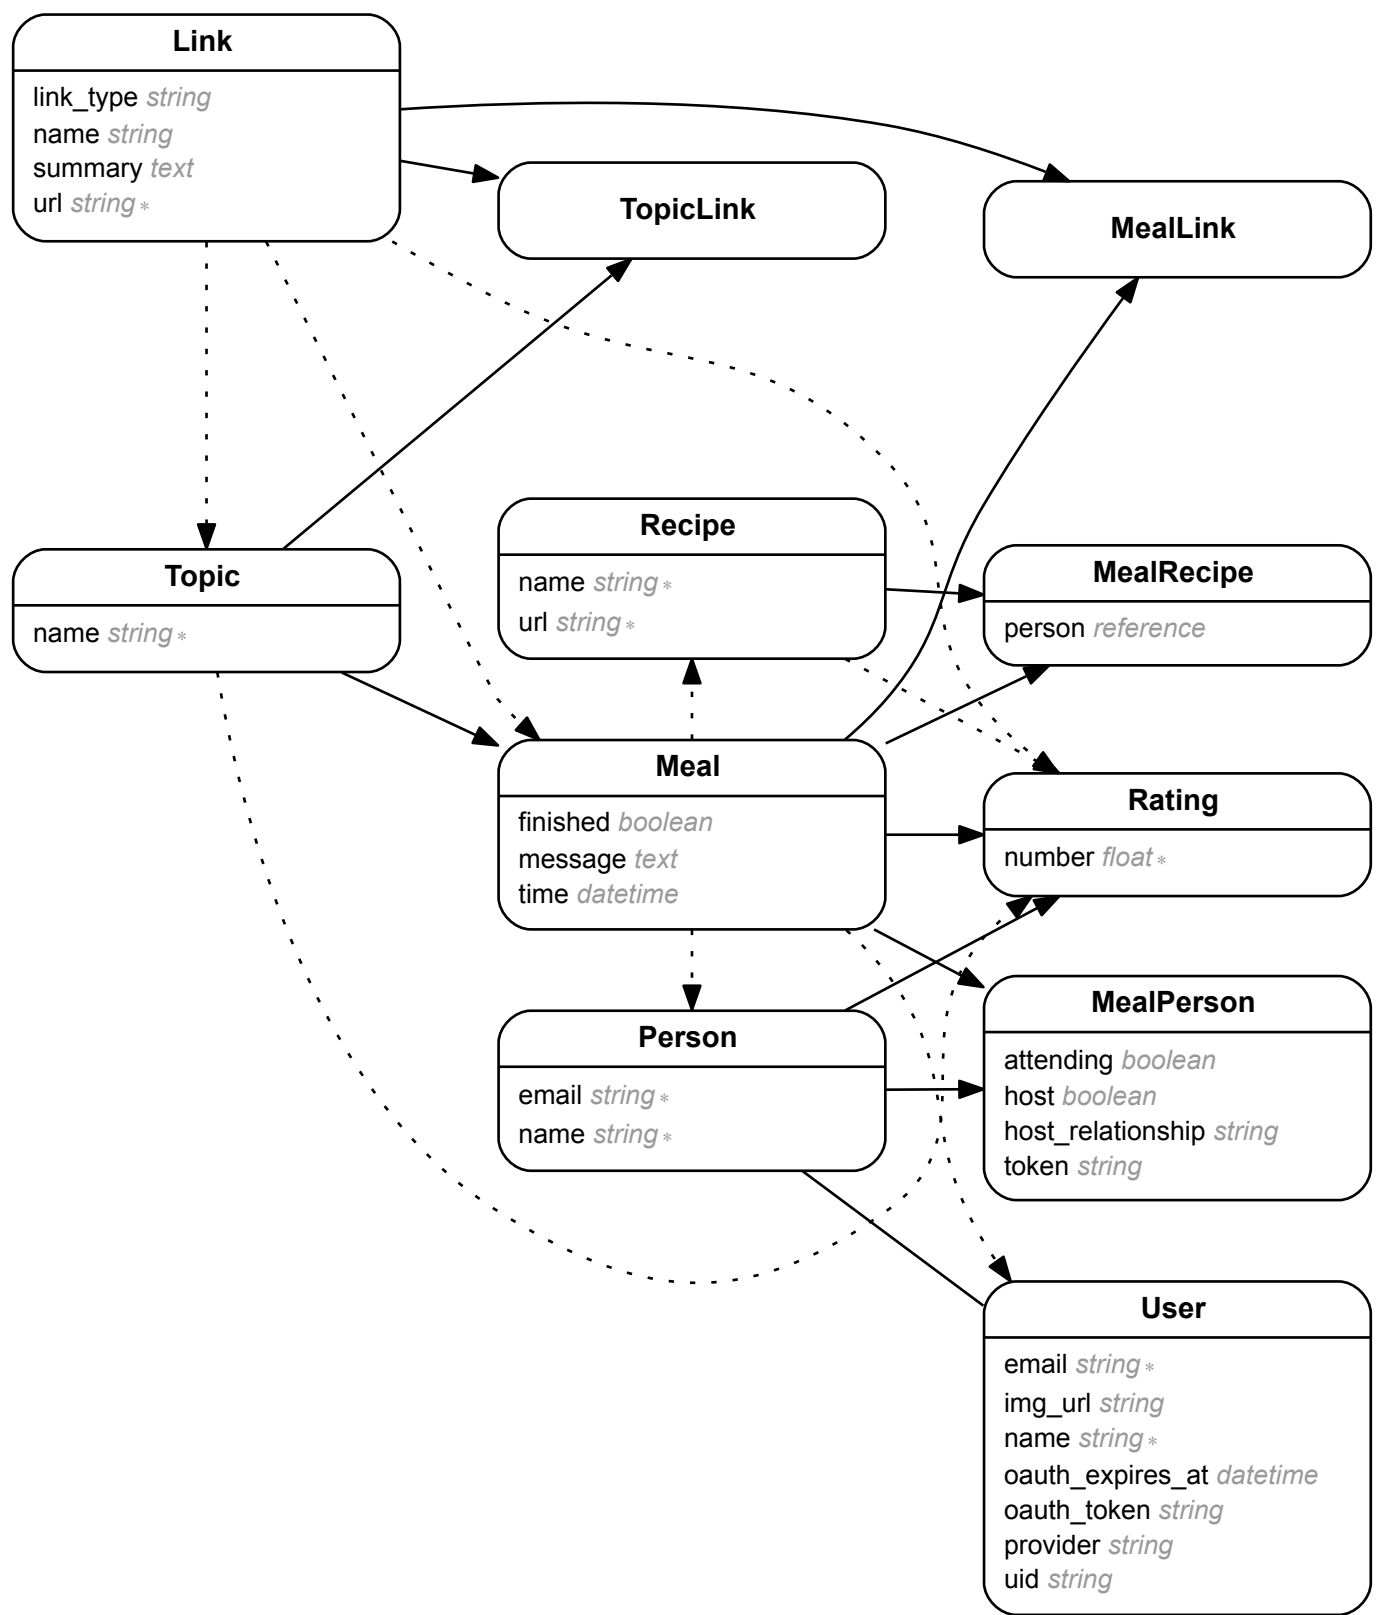 Link
link_type string
name string
summary text
url string *
TopicLink
MealLink
Topic
name string *
Recipe
name string *
url string *
MealRecipe
person reference
Meal
finished boolean
message text
time datetime
Rating
number float *
Person
email string *
name string *
MealPerson
attending boolean
host boolean
host_relationship string
token string
User
email string *
img_url string
name string *
oauth_expires_at datetime
oauth_token string
provider string
uid string